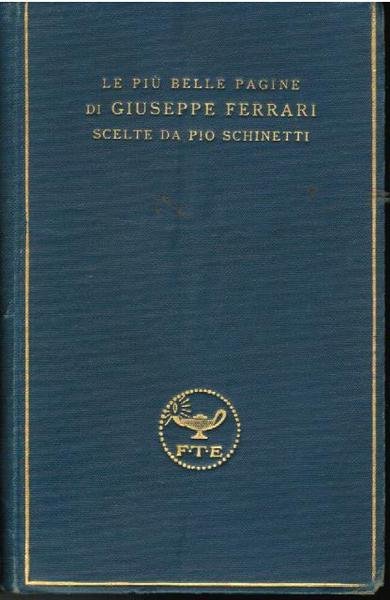 LE PIÙ BELLE PAGINE
DI GIUSEPPE FERRARI
SCELTE DA PIO SCHINETTI
F·T·E